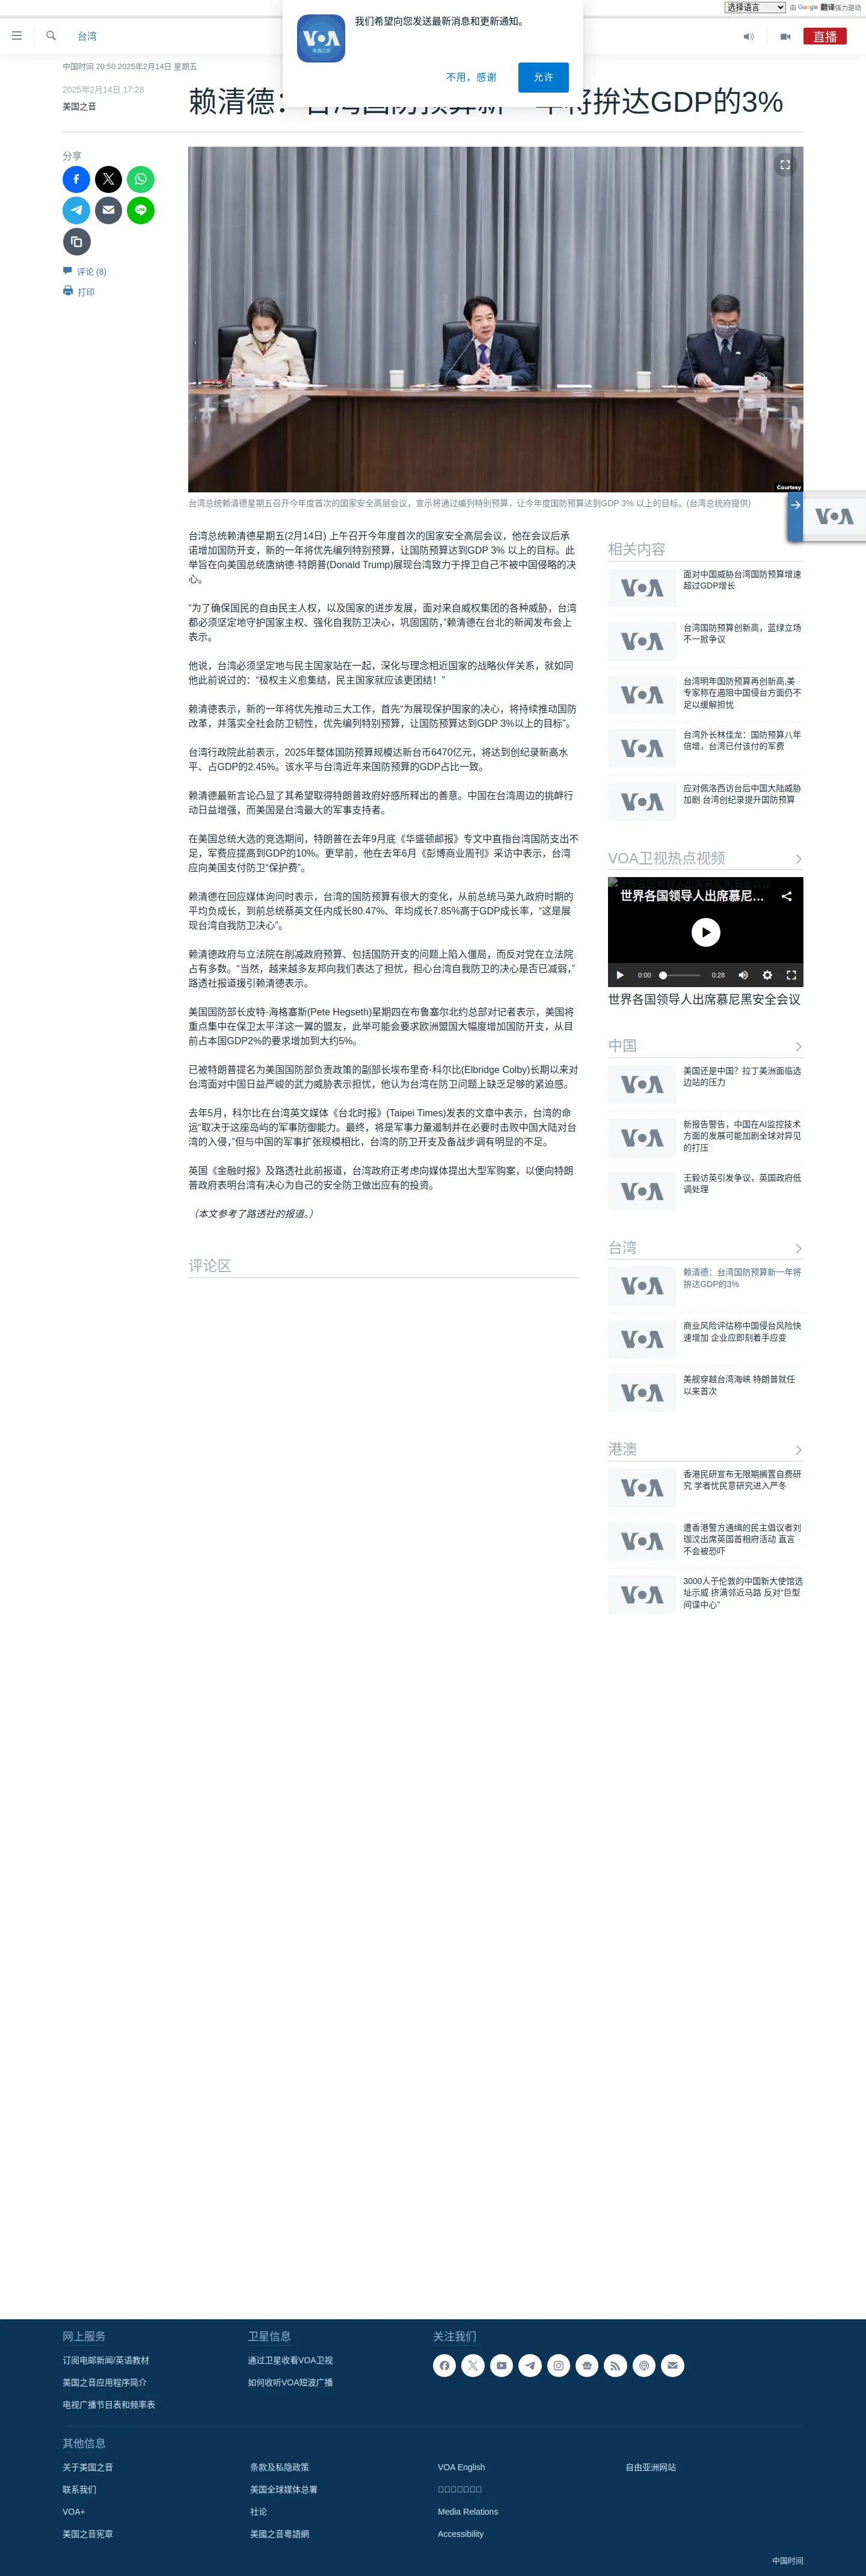 选择语言 由 Google 翻译强力驱动
我们希望向您发送最新消息和更新通知。
VOA
美国之音
不用，感谢
允许
台湾
直播
中国时间 20:50 2025年2月14日 星期五
2025年2月14日 17:28
美国之音
赖清德：台湾国防预算新一年将拚达GDP的3%
分享
评论 (8)
打印
Courtesy
台湾总统赖清德星期五召开今年度首次的国家安全高层会议，宣示将通过编列特别预算，让今年度国防预算达到GDP 3% 以上的目标。(台湾总统府提供)
VOA
台湾总统赖清德星期五(2月14日) 上午召开今年度首次的国家安全高层会议，他在会议后承
诺增加国防开支，新的一年将优先编列特别预算，让国防预算达到GDP 3% 以上的目标。此
举旨在向美国总统唐纳德·特朗普(Donald Trump)展现台湾致力于捍卫自己不被中国侵略的决
心。
“为了确保国民的自由民主人权，以及国家的进步发展，面对来自威权集团的各种威胁，台湾
都必须坚定地守护国家主权、强化自我防卫决心，巩固国防，”赖清德在台北的新闻发布会上
表示。
他说，台湾必须坚定地与民主国家站在一起，深化与理念相近国家的战略伙伴关系，就如同
他此前说过的：“极权主义愈集结，民主国家就应该更团结！”
赖清德表示，新的一年将优先推动三大工作，首先“为展现保护国家的决心，将持续推动国防
改革，并落实全社会防卫韧性，优先编列特别预算，让国防预算达到GDP 3%以上的目标”。
台湾行政院此前表示，2025年整体国防预算规模达新台币6470亿元，将达到创纪录新高水
平、占GDP的2.45%。该水平与台湾近年来国防预算的GDP占比一致。
赖清德最新言论凸显了其希望取得特朗普政府好感所释出的善意。中国在台湾周边的挑衅行
动日益增强，而美国是台湾最大的军事支持者。
在美国总统大选的竞选期间，特朗普在去年9月底《华盛顿邮报》专文中直指台湾国防支出不
足，军费应提高到GDP的10%。更早前，他在去年6月《彭博商业周刊》采访中表示，台湾
应向美国支付防卫“保护费”。
赖清德在回应媒体询问时表示，台湾的国防预算有很大的变化，从前总统马英九政府时期的
平均负成长，到前总统蔡英文任内成长80.47%、年均成长7.85%高于GDP成长率，“这是展
现台湾自我防卫决心”。
赖清德政府与立法院在削减政府预算、包括国防开支的问题上陷入僵局，而反对党在立法院
占有多数。“当然，越来越多友邦向我们表达了担忧，担心台湾自我防卫的决心是否已减弱，”
路透社报道援引赖清德表示。
美国国防部长皮特·海格塞斯(Pete Hegseth)星期四在布鲁塞尔北约总部对记者表示，美国将
重点集中在保卫太平洋这一翼的盟友，此举可能会要求欧洲盟国大幅度增加国防开支，从目
前占本国GDP2%的要求增加到大约5%。
已被特朗普提名为美国国防部负责政策的副部长埃布里奇·科尔比(Elbridge Colby)长期以来对
台湾面对中国日益严峻的武力威胁表示担忧，他认为台湾在防卫问题上缺乏足够的紧迫感。
去年5月，科尔比在台湾英文媒体《台北时报》(Taipei Times)发表的文章中表示，台湾的命
运“取决于这座岛屿的军事防御能力。最终，将是军事力量遏制并在必要时击败中国大陆对台
湾的入侵，”但与中国的军事扩张规模相比，台湾的防卫开支及备战步调有明显的不足。
英国《金融时报》及路透社此前报道，台湾政府正考虑向媒体提出大型军购案，以便向特朗
普政府表明台湾有决心为自己的安全防卫做出应有的投资。
（本文参考了路透社的报道。）
评论区
相关内容
VOA
面对中国威胁台湾国防预算增速
超过GDP增长
VOA
台湾国防预算创新高，蓝绿立场
不一掀争议
VOA
台湾明年国防预算再创新高,美
专家称在遏阻中国侵台方面仍不
足以缓解担忧
VOA
台湾外长林佳龙：国防预算八年
倍增，台湾已付该付的军费
VOA
应对佩洛西访台后中国大陆威胁
加剧 台湾创纪录提升国防预算
VOA卫视热点视频
世界各国领导人出席慕尼…
0:00
0:28
世界各国领导人出席慕尼黑安全会议
中国
VOA
美国还是中国？拉丁美洲面临选
边站的压力
VOA
新报告警告，中国在AI监控技术
方面的发展可能加剧全球对异见
的打压
VOA
王毅访英引发争议，英国政府低
调处理
台湾
VOA
赖清德：台湾国防预算新一年将
拚达GDP的3%
VOA
商业风险评估称中国侵台风险快
速增加 企业应即刻着手应变
VOA
美舰穿越台湾海峡 特朗普就任
以来首次
港澳
VOA
香港民研宣布无限期搁置自费研
究 学者忧民意研究进入严冬
VOA
遭香港警方通缉的民主倡议者刘
珈汶出席英国首相府活动 直言
不会被恐吓
VOA
3000人于伦敦的中国新大使馆选
址示威 挤满邻近马路 反对“巨型
间谍中心”
网上服务
订阅电邮新闻/英语教材
美国之音应用程序简介
电视广播节目表和频率表
卫星信息
通过卫星收看VOA卫视
如何收听VOA短波广播
关注我们
其他信息
关于美国之音
联系我们
VOA+
美国之音宪章
条款及私隐政策
美国全球媒体总署
社论
美國之音粵語網
VOA English
Media Relations
Accessibility
自由亚洲网站
中国时间